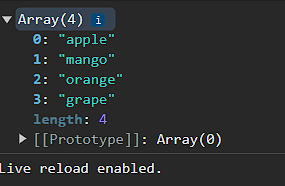 Array(4) i
0: "apple"
1: "mango"
2: "orange"
3: "grape"
length: 4
[[Prototype]]: Array(0)
Live reload enabled.